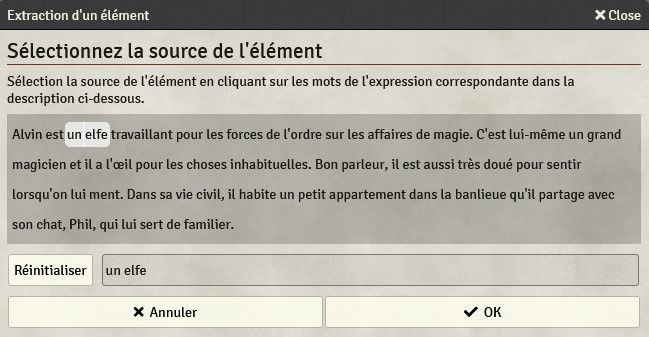 Extraction d'un élément
Close
Sélectionnez la source de l'élément
Sélection la source de l'élément en cliquant sur les mots de l'expression correspondante dans la
description ci-dessous.
Alvin est un elfe travaillant pour les forces de l'ordre sur les affaires de magie. C'est lui-même un grand
magicien et il a l'œil pour les choses inhabituelles. Bon parleur, il est aussi très doué pour sentir
lorsqu'on lui ment. Dans sa vie civil, il habite un petit appartement dans la banlieue qu'il partage avec
son chat, Phil, qui lui sert de familier.
Réinitialiser
un elfe
Annuler
OK